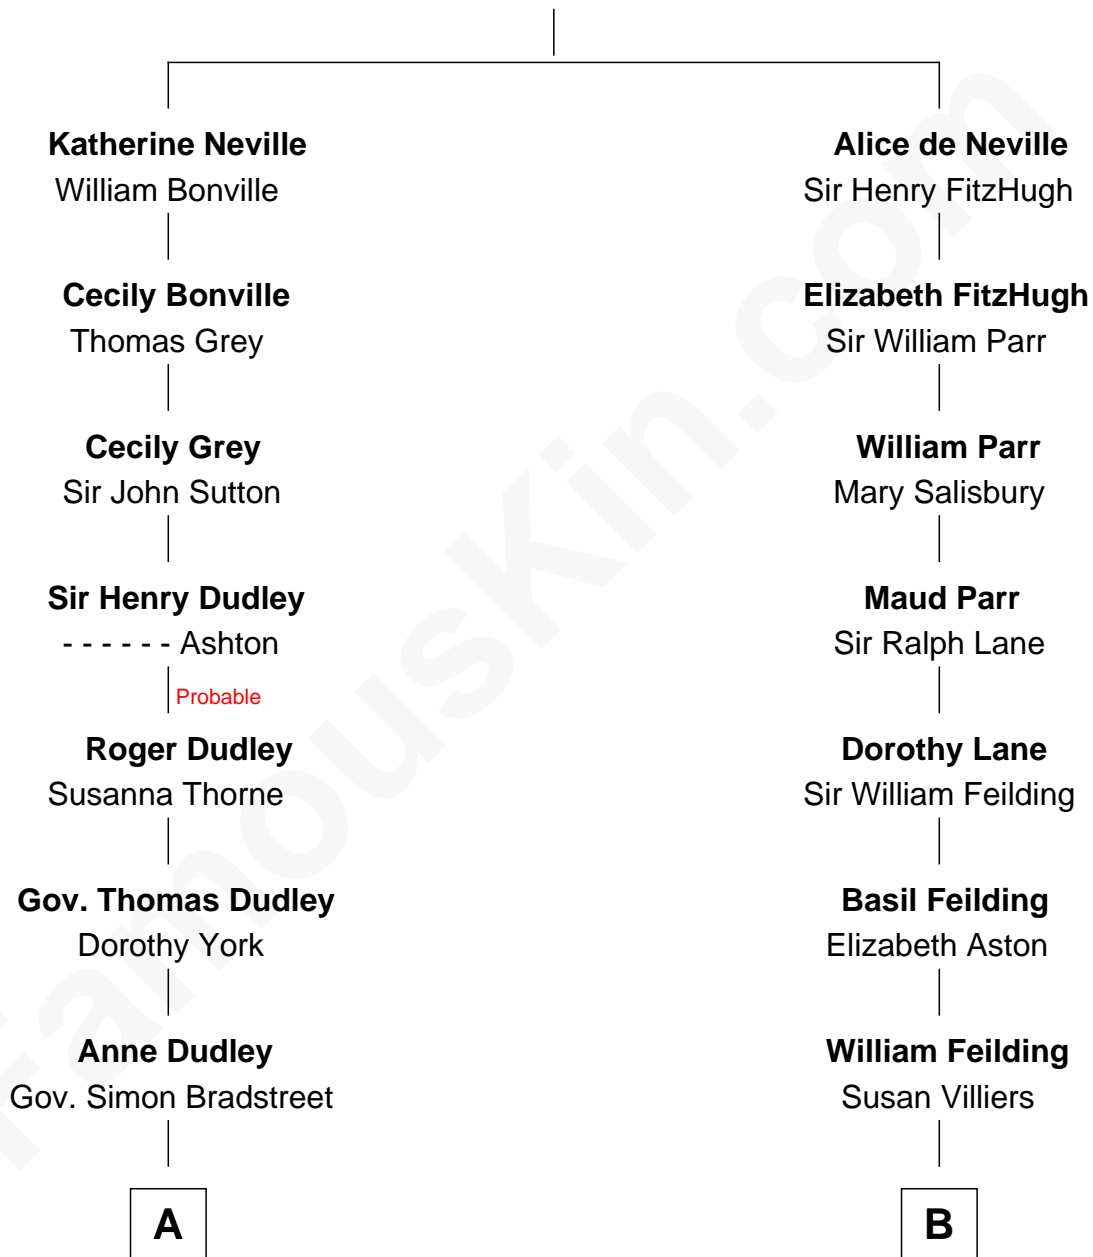 Katherine Neville
William Bonville
Cecily Bonville
Thomas Grey
Cecily Grey
Sir John Sutton
Sir Henry Dudley
- - - - - - Ashton
Probable
Roger Dudley
Susanna Thorne
Gov. Thomas Dudley
Dorothy York
Anne Dudley
Gov. Simon Bradstreet
A
Alice de Neville
Sir Henry FitzHugh
Elizabeth FitzHugh
Sir William Parr
William Parr
Mary Salisbury
Maud Parr
Sir Ralph Lane
Dorothy Lane
Sir William Feilding
Basil Feilding
Elizabeth Aston
William Feilding
Susan Villiers
B
FamousKin.com